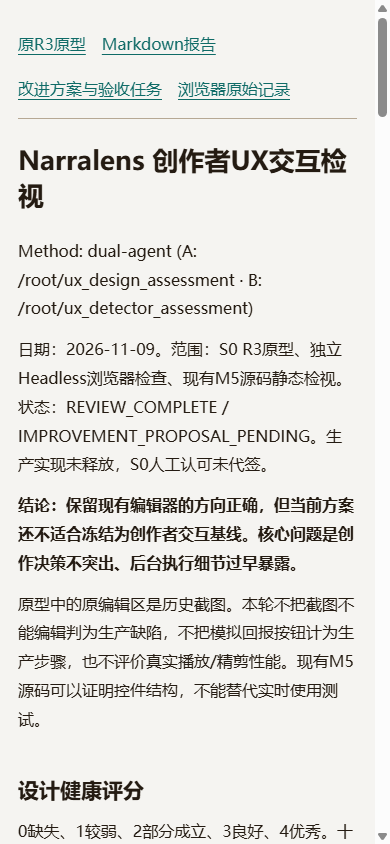 原R3原型 Markdown报告
改进方案与验收任务 浏览器原始记录
Narralens 创作者UX交互检
视
Method: dual-agent (A:
/root/ux_design_assessment · B:
/root/ux_detector_assessment)
日期：2026-11-09。范围：S0 R3原型、独立
Headless浏览器检查、现有M5源码静态检视。
状态：REVIEW_COMPLETE /
IMPROVEMENT_PROPOSAL_PENDING。生
产实现未释放，S0人工认可未代签。
结论：保留现有编辑器的方向正确，但当前方案
还不适合冻结为创作者交互基线。核心问题是创
作决策不突出、后台执行细节过早暴露。
原型中的原编辑区是历史截图。本轮不把截图不
能编辑判为生产缺陷，不把模拟回报按钮计为生
产步骤，也不评价真实播放/精剪性能。现有M5
源码可以证明控件结构，不能替代实时使用测
试。
设计健康评分
0缺失、1较弱、2部分成立、3良好、4优秀。十